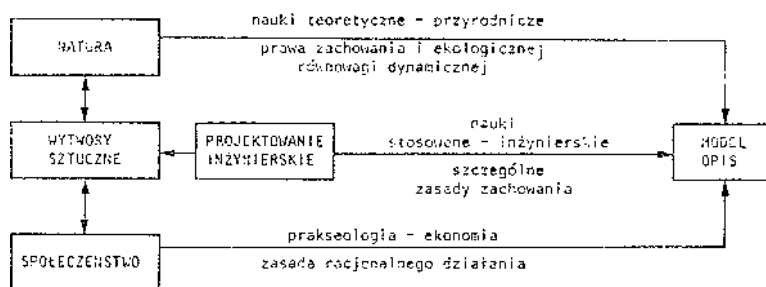 nauki teoretyczne - przyrodnicze
NATURA
prawa zachowania i ekologicznej
równowagi dynamicznej
WYTWORY
SZTUCZNE
PROJEKTOWANIE
INŻYNIERSKIE
nauki
stosowane - inżynierskie
szczególne
zasady zachowania
MODEL
OPIS
prakseologia - ekonomia
SPOŁECZEŃSTWO
zasada racjonalnego działania